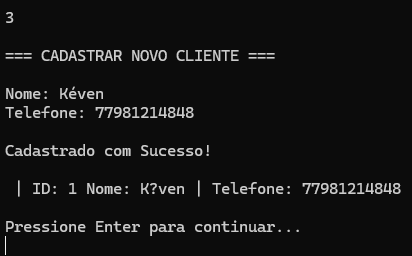 3
=== CADASTRAR NOVO CLIENTE ===
Nome: Kéven
Telefone: 77981214848
Cadastrado com Sucesso!
| ID: 1 Nome: K?ven | Telefone: 77981214848
Pressione Enter para continuar...